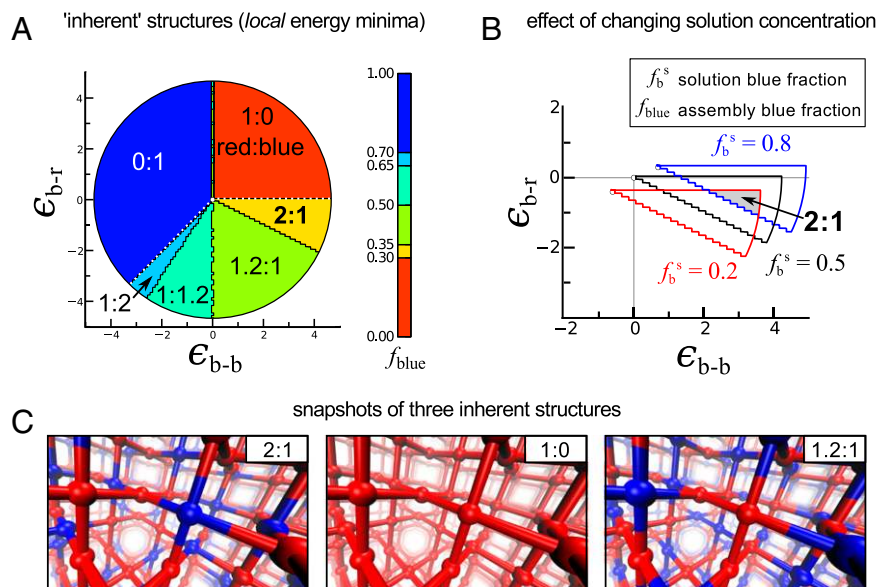 A
'inherent' structures (local energy minima)
4
2
0
−2
−4
−4
−2
0
2
4
ϵb-r
ϵb-b
0:1
1:0
red:blue
2:1
1.2:1
1:1.2
1:2
1.00
0.70
0.65
0.50
0.35
0.30
0.00
fblue
B
effect of changing solution concentration
fbs solution blue fraction
fblue assembly blue fraction
2
0
−2
−2
0
2
4
ϵb-r
ϵb-b
fbs = 0.8
2:1
fbs = 0.5
fbs = 0.2
C
snapshots of three inherent structures
2:1
1:0
1.2:1